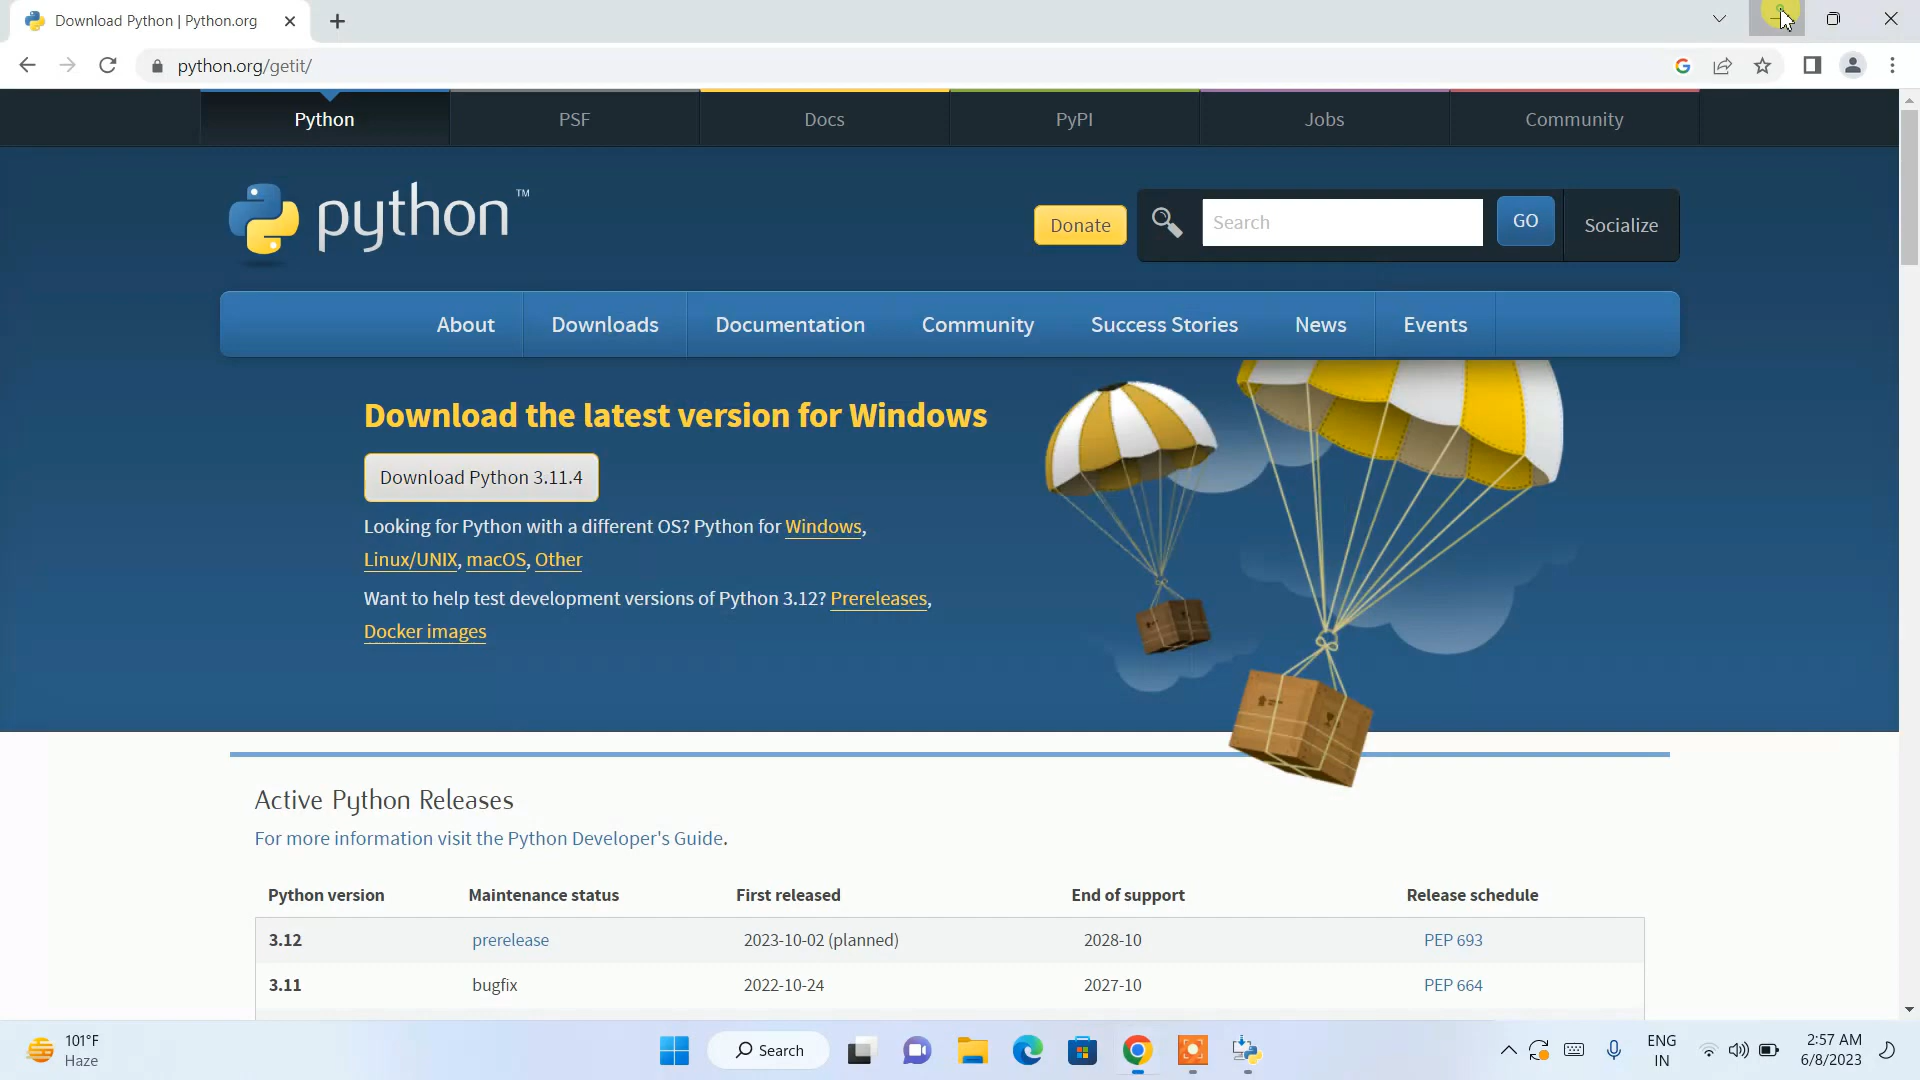 Download Python | Python.org
python.org/getit/
Python
PSF
Docs
PyPI
Jobs
Community
python™
Donate
Search
GO
Socialize
About
Downloads
Documentation
Community
Success Stories
News
Events
Download the latest version for Windows
Download Python 3.11.4
Looking for Python with a different OS? Python for Windows,
Linux/UNIX, macOS, Other
Want to help test development versions of Python 3.12? Prereleases,
Docker images
Active Python Releases
For more information visit the Python Developer's Guide.
Python version Maintenance status First released End of support Release schedule
3.12 prerelease 2023-10-02 (planned) 2028-10 PEP 693
3.11 bugfix 2022-10-24 2027-10 PEP 664
101°F
Haze
Search
ENG
IN
2:57 AM
6/8/2023